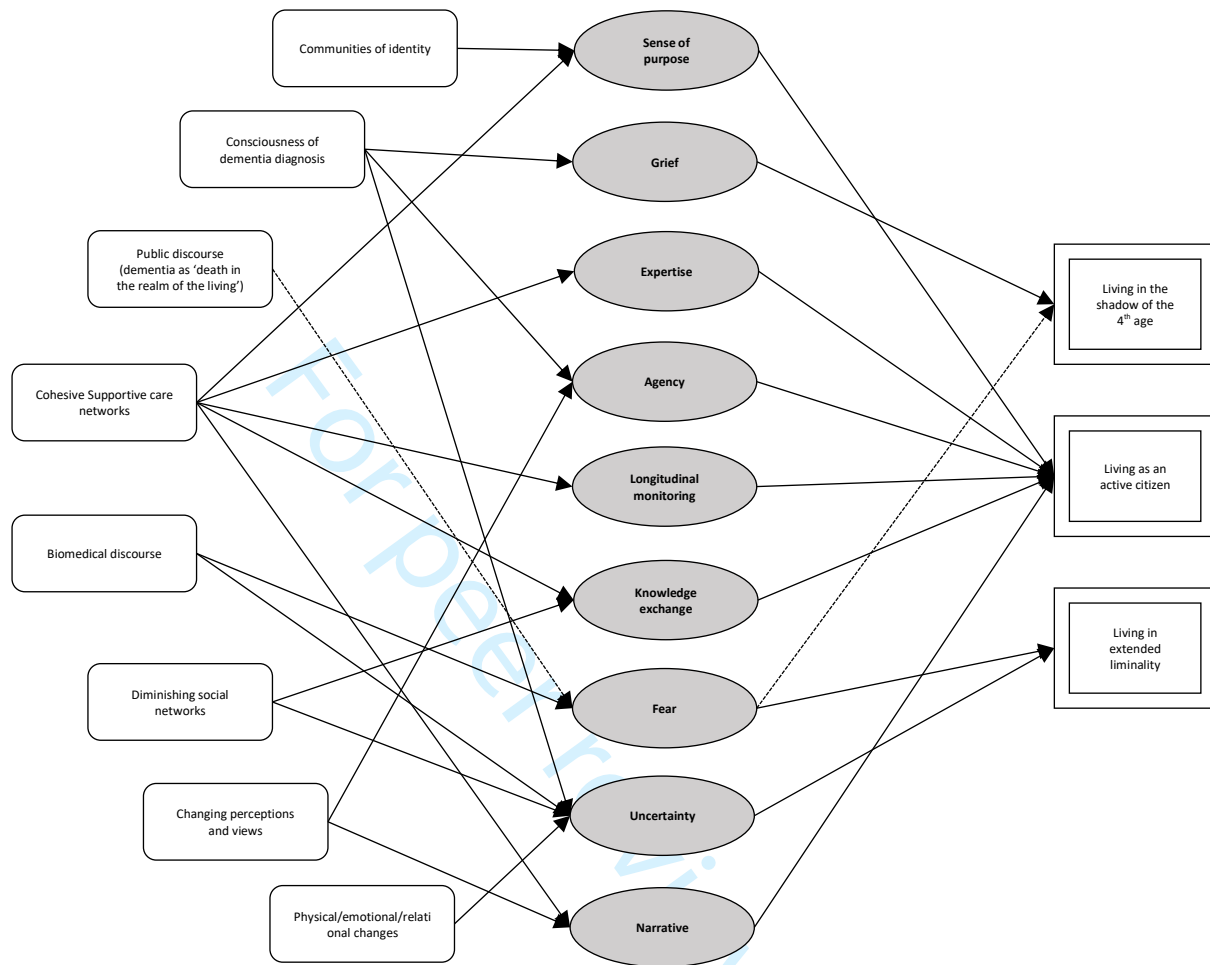 Communities of identity
Sense of
purpose
Consciousness of
dementia diagnosis
Grief
Public discourse
(dementia as ‘death in
the realm of the living’)
Expertise
Living in the
shadow of the
4th age
Cohesive Supportive care
networks
Agency
Longitudinal
monitoring
Living as an
active citizen
Biomedical discourse
Knowledge
exchange
Living in
extended
liminality
Diminishing social
networks
Fear
Changing perceptions
and views
Uncertainty
Physical/emotional/relati
onal changes
Narrative
For peer review